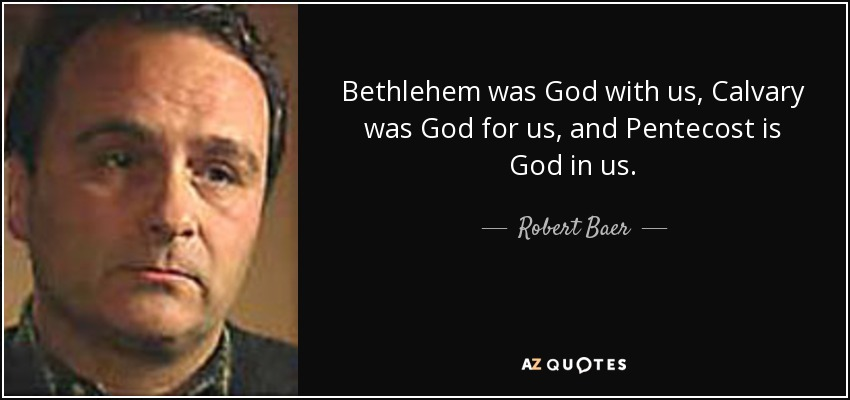 Bethlehem was God with us, Calvary
was God for us, and Pentecost is
God in us.
Robert Baer
AZ QUOTES